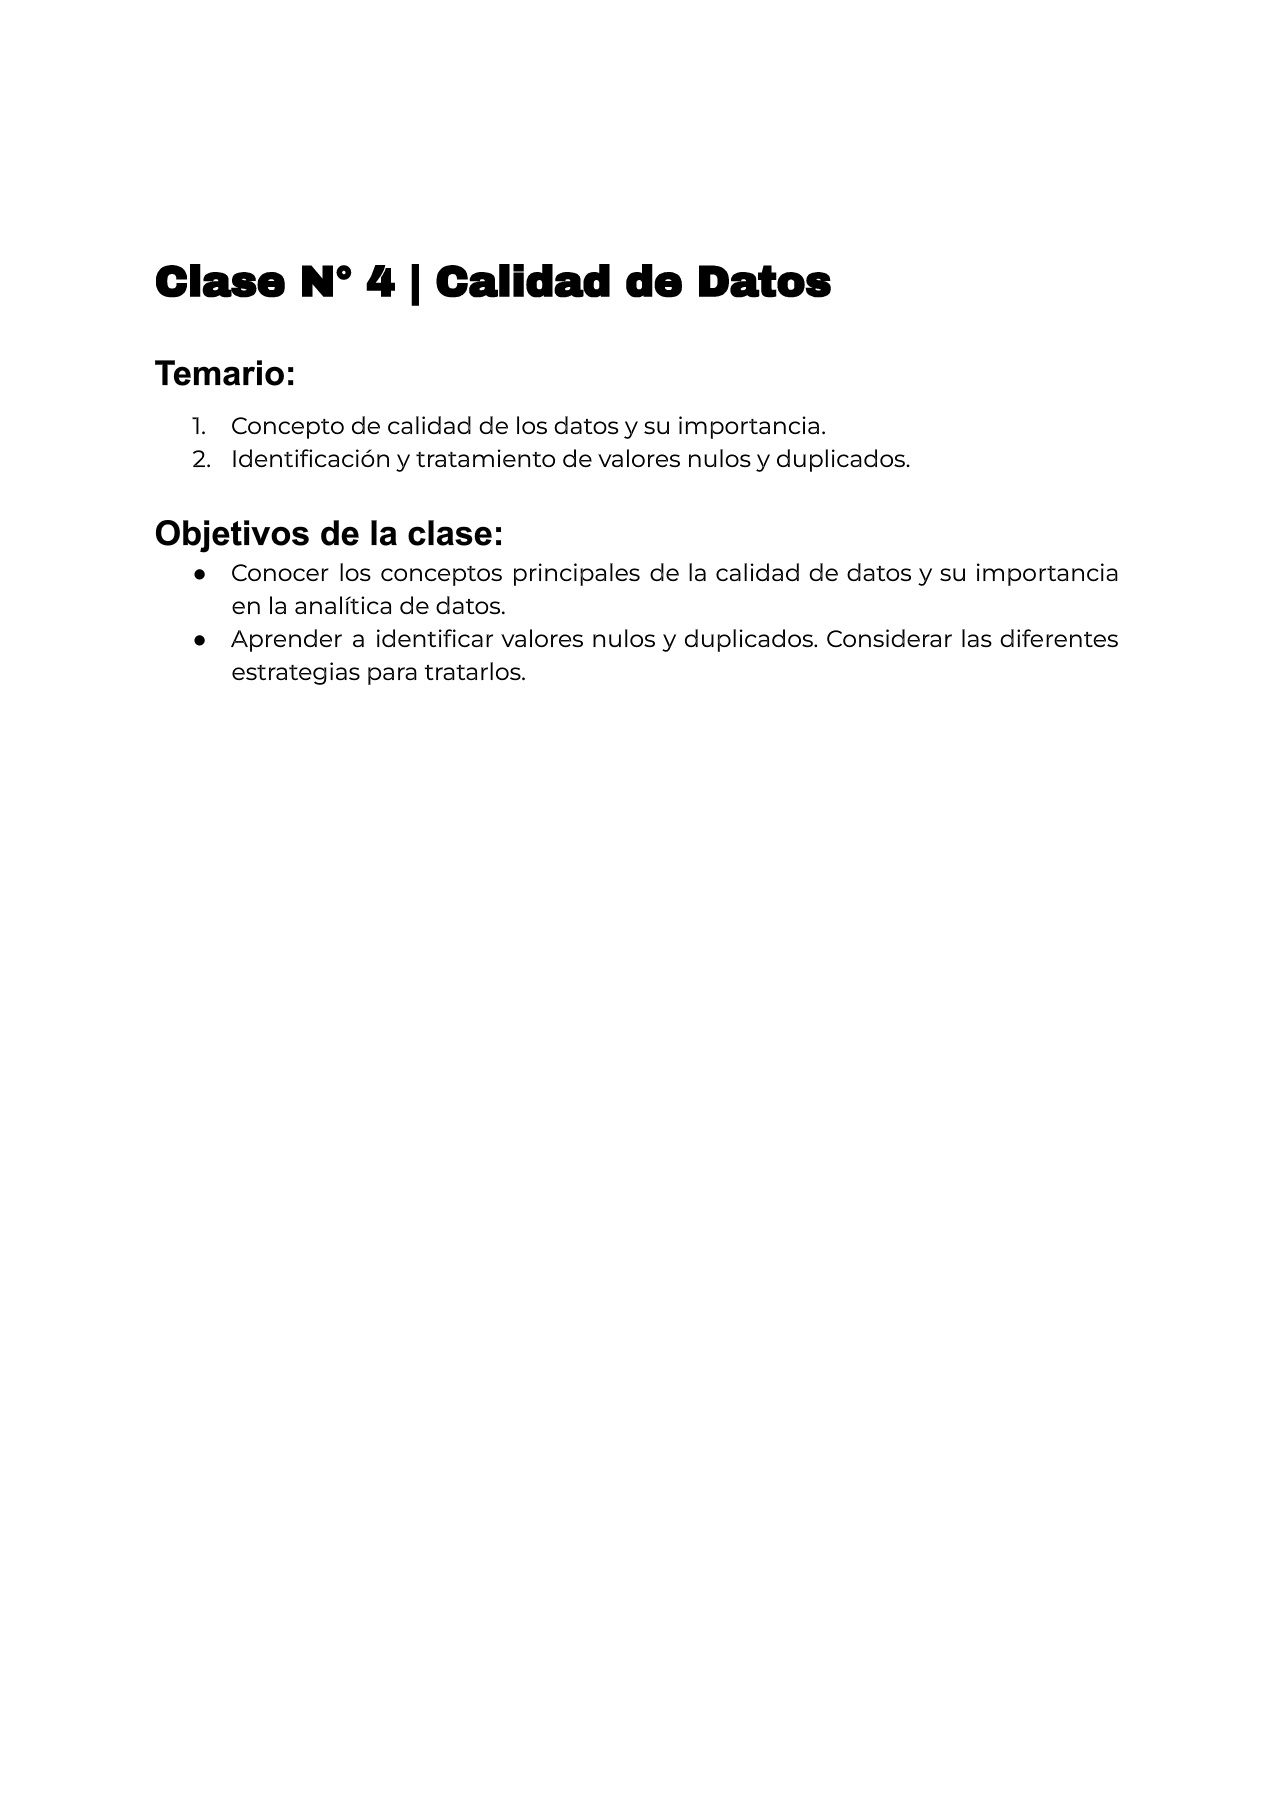 Clase N° 4 | Calidad de Datos
Temario:
1. Concepto de calidad de los datos y su importancia.
2. Identificación y tratamiento de valores nulos y duplicados.
Objetivos de la clase:
● Conocer los conceptos principales de la calidad de datos y su importancia
en la analítica de datos.
● Aprender a identificar valores nulos y duplicados. Considerar las diferentes
estrategias para tratarlos.